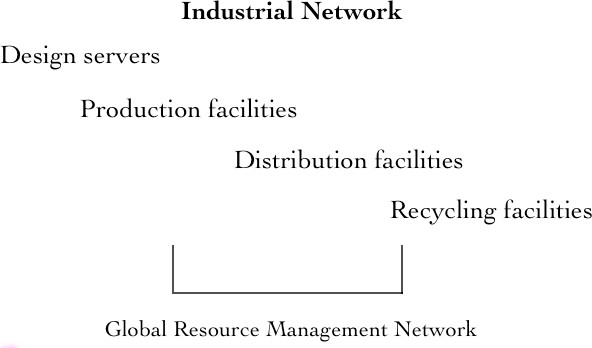 Industrial Network
Design servers
Production facilities
Distribution facilities
Recycling facilities
Global Resource Management Network